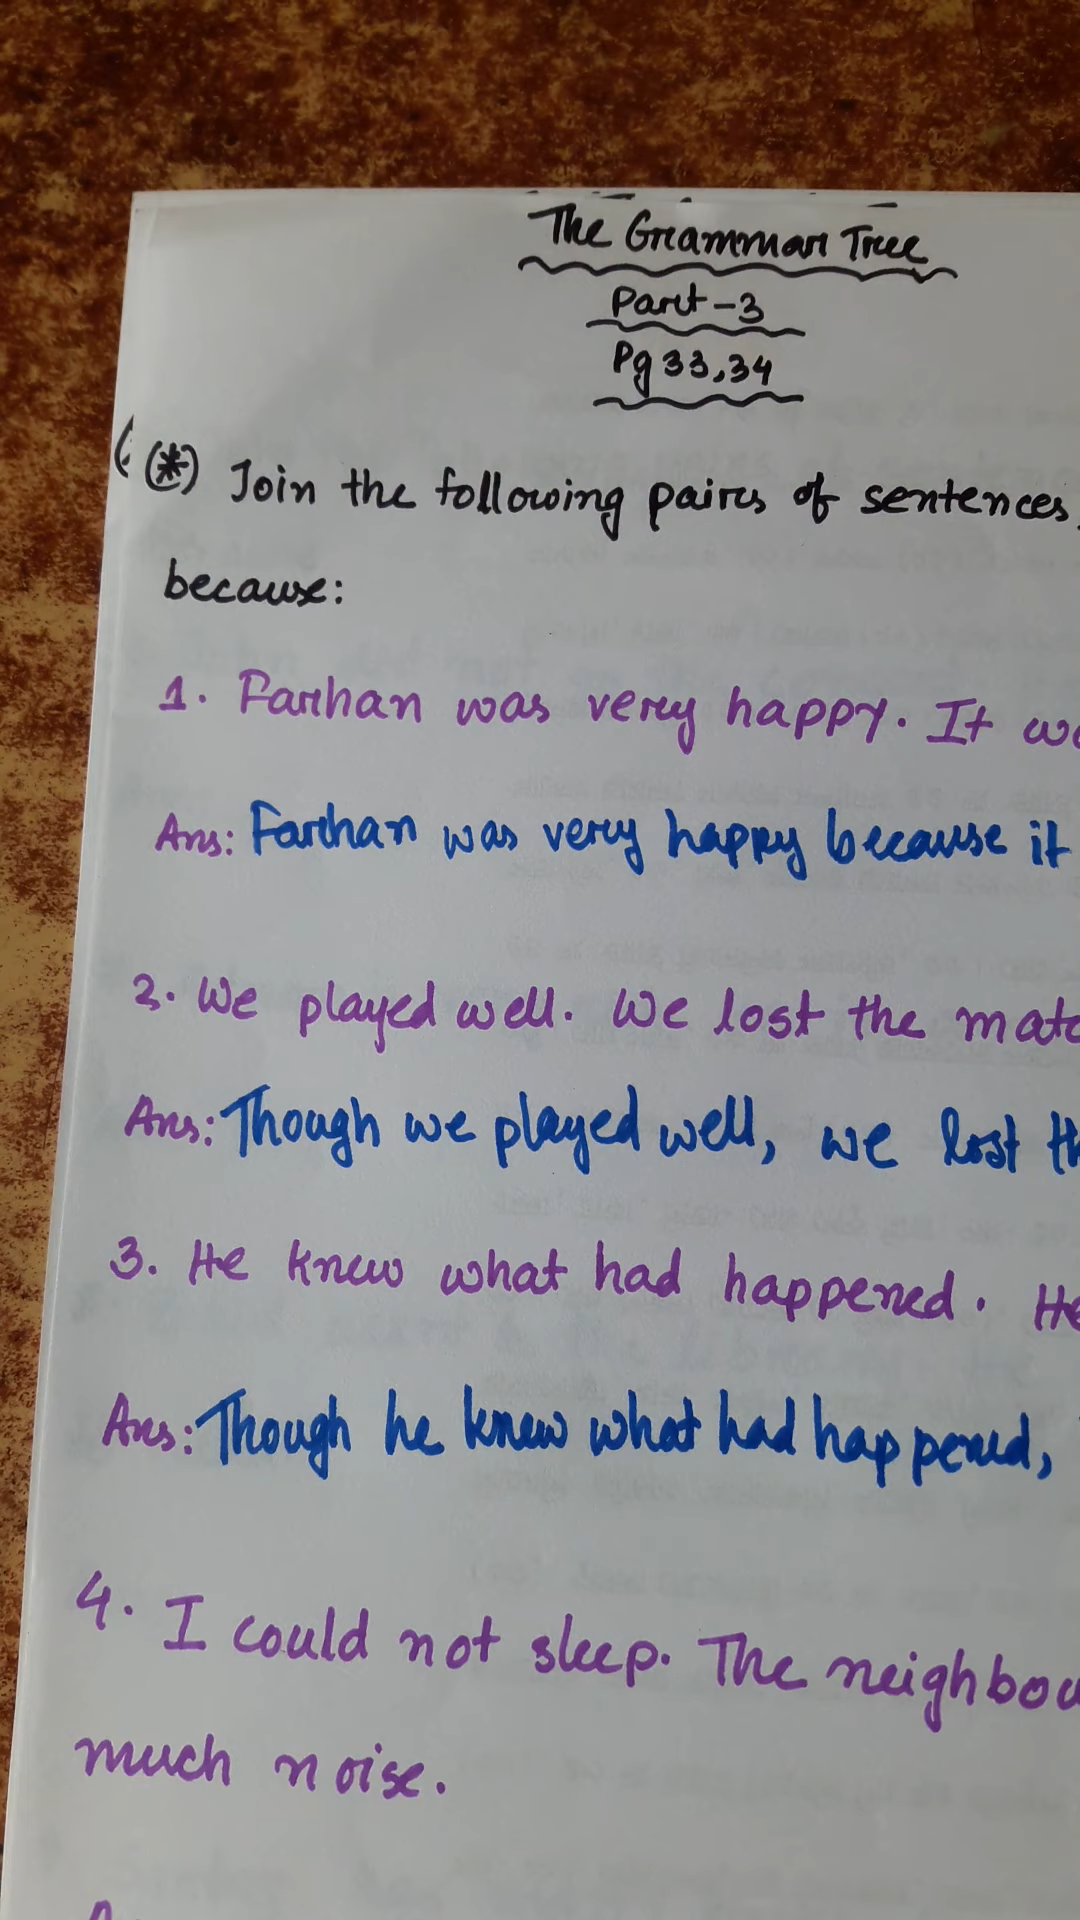 The Grammar Tree
Part-3
Pg 33,34
(*) Join the following pairs of sentences
because:
1. Farhan was very happy. It
Ans: Farhan was very happy because it
2. We played well. We lost the
Ans: Though we played well, we lost
3. He knew what had happened. He
Ans: Though he knew what had happened,
4. I could not sleep. The
much noise.